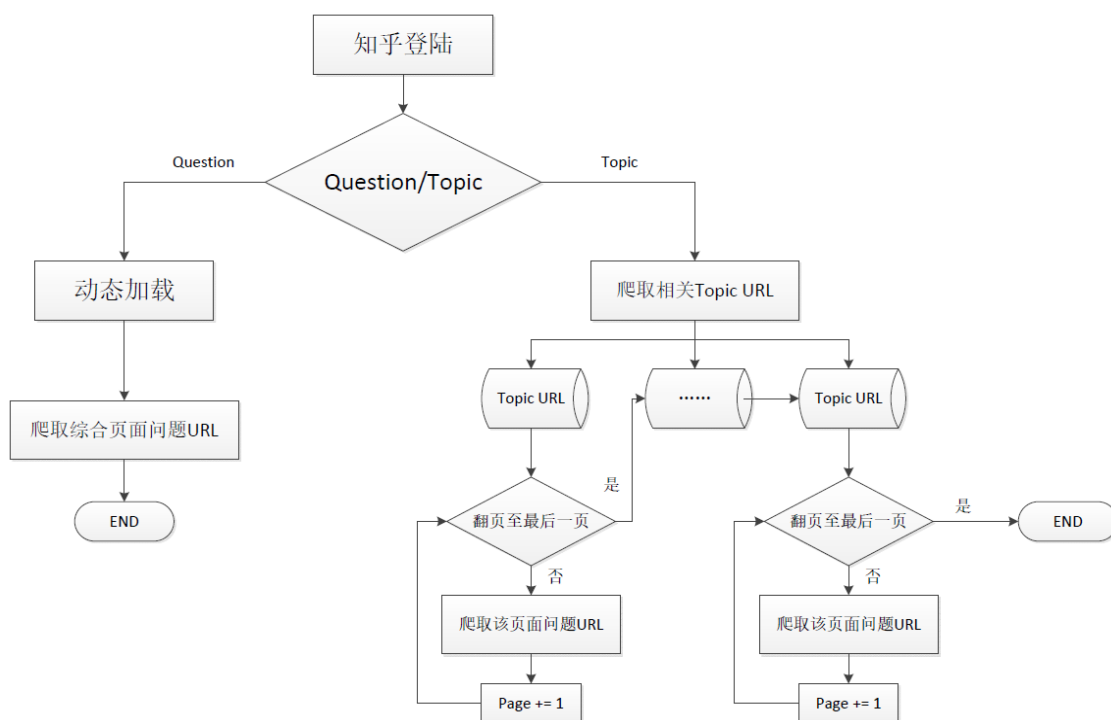 知乎登陆
Question
Topic
Question/Topic
动态加载
爬取相关Topic URL
Topic URL
……
Topic URL
爬取综合页面问题URL
是
END
翻页至最后一页
翻页至最后一页
是
END
否
否
爬取该页面问题URL
爬取该页面问题URL
Page += 1
Page += 1